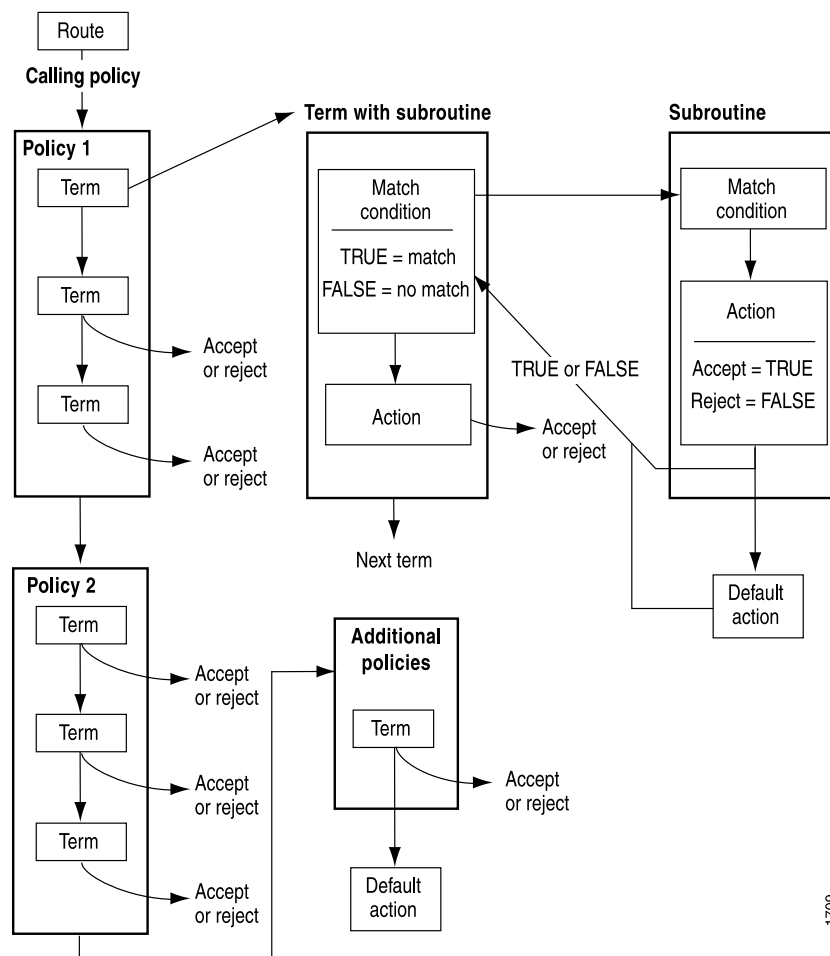 Route
Calling policy
Policy 1
Term
Term
Accept
or reject
Term
Accept
or reject
Term with subroutine
Match
condition
TRUE = match
FALSE = no match
Action
Accept
or reject
Next term
TRUE or FALSE
Subroutine
Match
condition
Action
Accept = TRUE
Reject = FALSE
Default
action
Policy 2
Term
Accept
or reject
Term
Accept
or reject
Term
Accept
or reject
Additional
policies
Term
Accept
or reject
Default
action